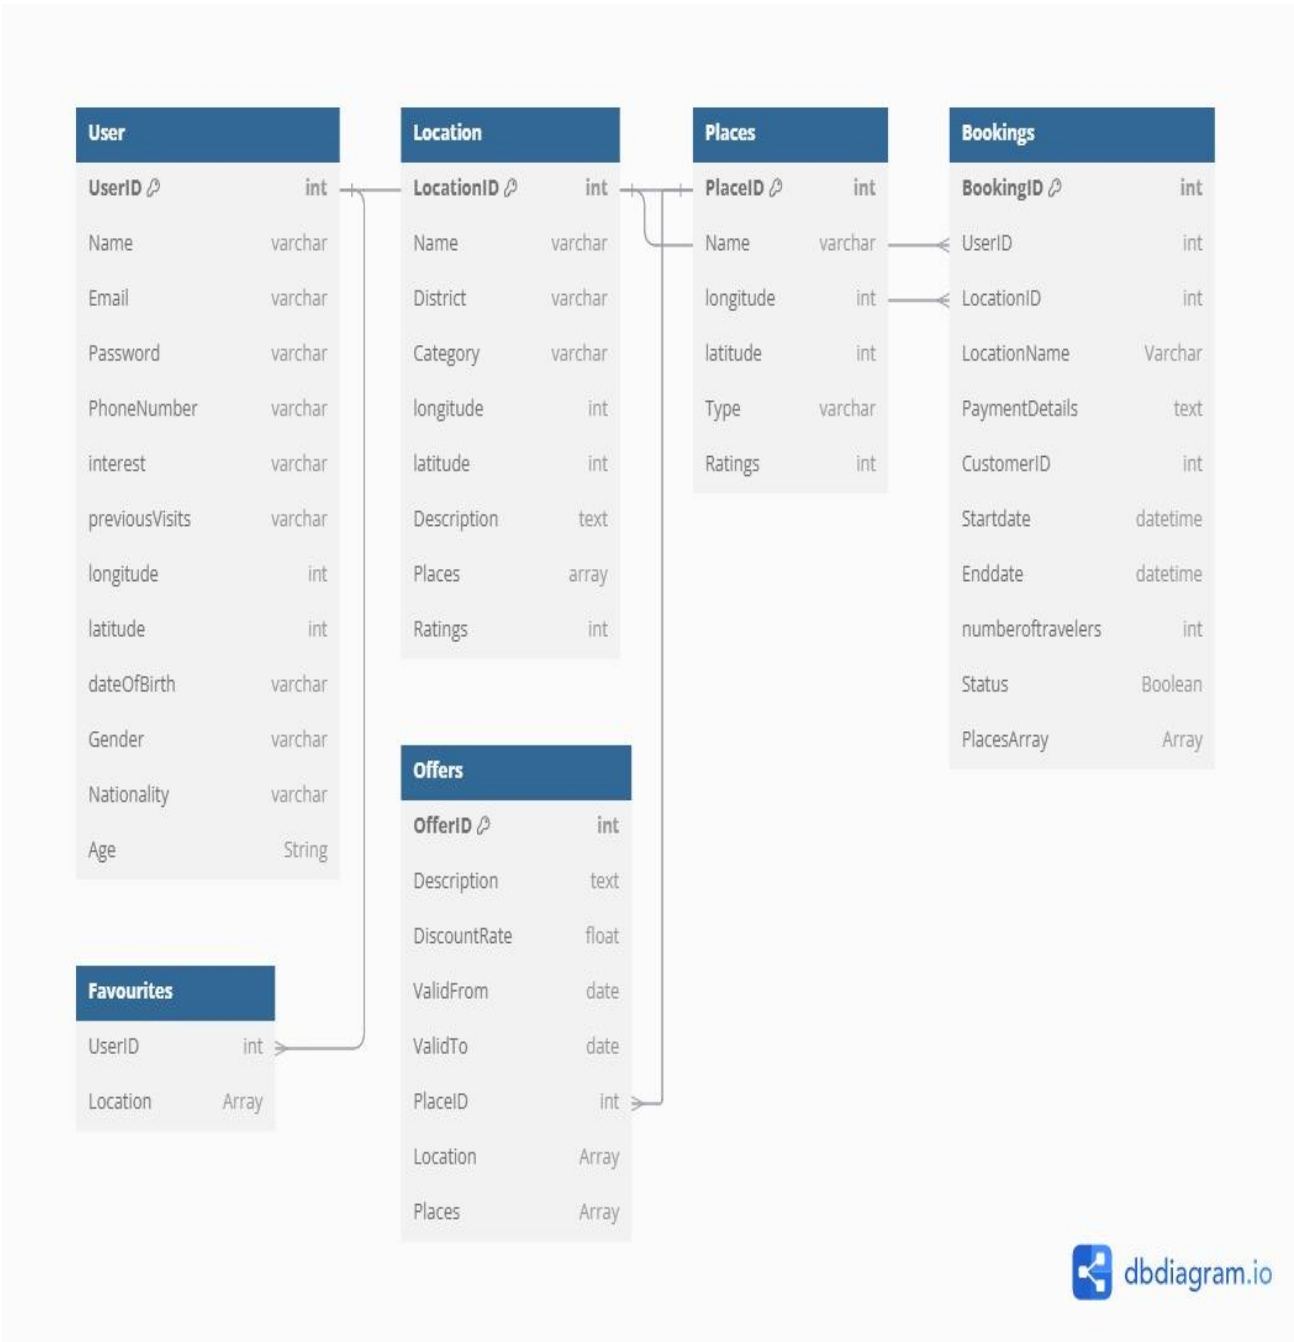 User
UserID int
Name varchar
Email varchar
Password varchar
PhoneNumber varchar
interest varchar
previousVisits varchar
longitude int
latitude int
dateOfBirth varchar
Gender varchar
Nationality varchar
Age String
Favourites
UserID int
Location Array
Location
LocationID int
Name varchar
District varchar
Category varchar
longitude int
latitude int
Description text
Places array
Ratings int
Offers
OfferID int
Description text
DiscountRate float
ValidFrom date
ValidTo date
PlaceID int
Location Array
Places Array
Places
PlaceID int
Name varchar
longitude int
latitude int
Type varchar
Ratings int
Bookings
BookingID int
UserID int
LocationID int
LocationName Varchar
PaymentDetails text
CustomerID int
Startdate datetime
Enddate datetime
numberoftravelers int
Status Boolean
PlacesArray Array
dbdiagram.io